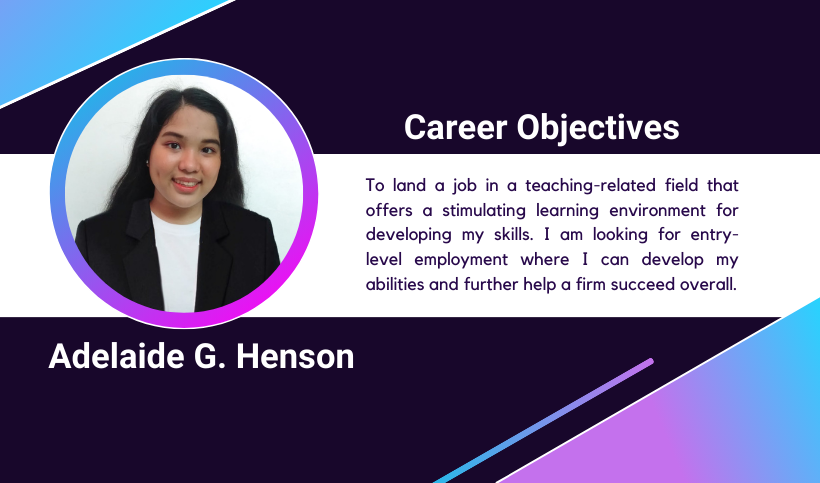 Career Objectives
To land a job in a teaching-related field that
offers a stimulating learning environment for
developing my skills. I am looking for entry-
level employment where I can develop my
abilities and further help a firm succeed overall.
Adelaide G. Henson